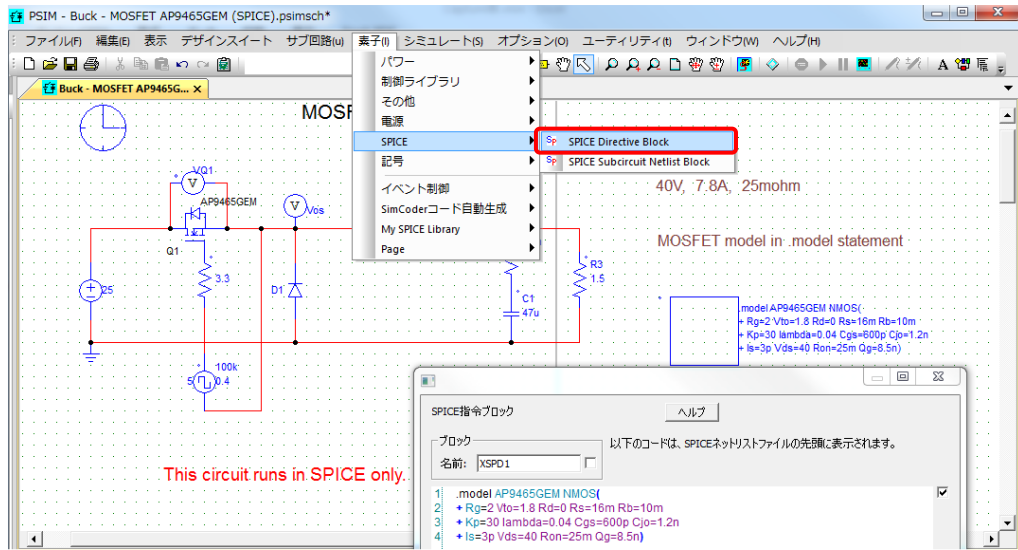 PSIM - Buck - MOSFET AP9465GEM (SPICE).psimsch*
ファイル(F) 編集(E) 表示 デザインスイート サブ回路(u) 素子(I) シミュレート(S) オプション(O) ユーティリティ(t) ウィンドウ(W) ヘルプ(H)
Buck - MOSFET AP9465G...
パワー
制御ライブラリ
その他
電源
SPICE
記号
イベント制御
SimCoderコード自動生成
My SPICE Library
Page
SPICE Directive Block
SPICE Subcircuit Netlist Block
MOSF
40V, 7.8A, 25mohm
MOSFET model in .model statement
VQ1
V
AP9465GEM
V
Vos
Q1
3.3
25
D1
C1
47u
R3
1.5
100k
5
0.4
.model AP9465GEM NMOS(
+ Rg=2 Vto=1.8 Rd=0 Rs=16m Rb=10m
+ Kp=30 lambda=0.04 Cgs=600p Cjo=1.2n
+ Is=3p Vds=40 Ron=25m Qg=8.5n)
This circuit runs in SPICE only.
SPICE指令ブロック
ヘルプ
ブロック
名前: XSPD1
以下のコードは、SPICEネットリストファイルの先頭に表示されます。
1 .model AP9465GEM NMOS(
2 + Rg=2 Vto=1.8 Rd=0 Rs=16m Rb=10m
3 + Kp=30 lambda=0.04 Cgs=600p Cjo=1.2n
4 + Is=3p Vds=40 Ron=25m Qg=8.5n)